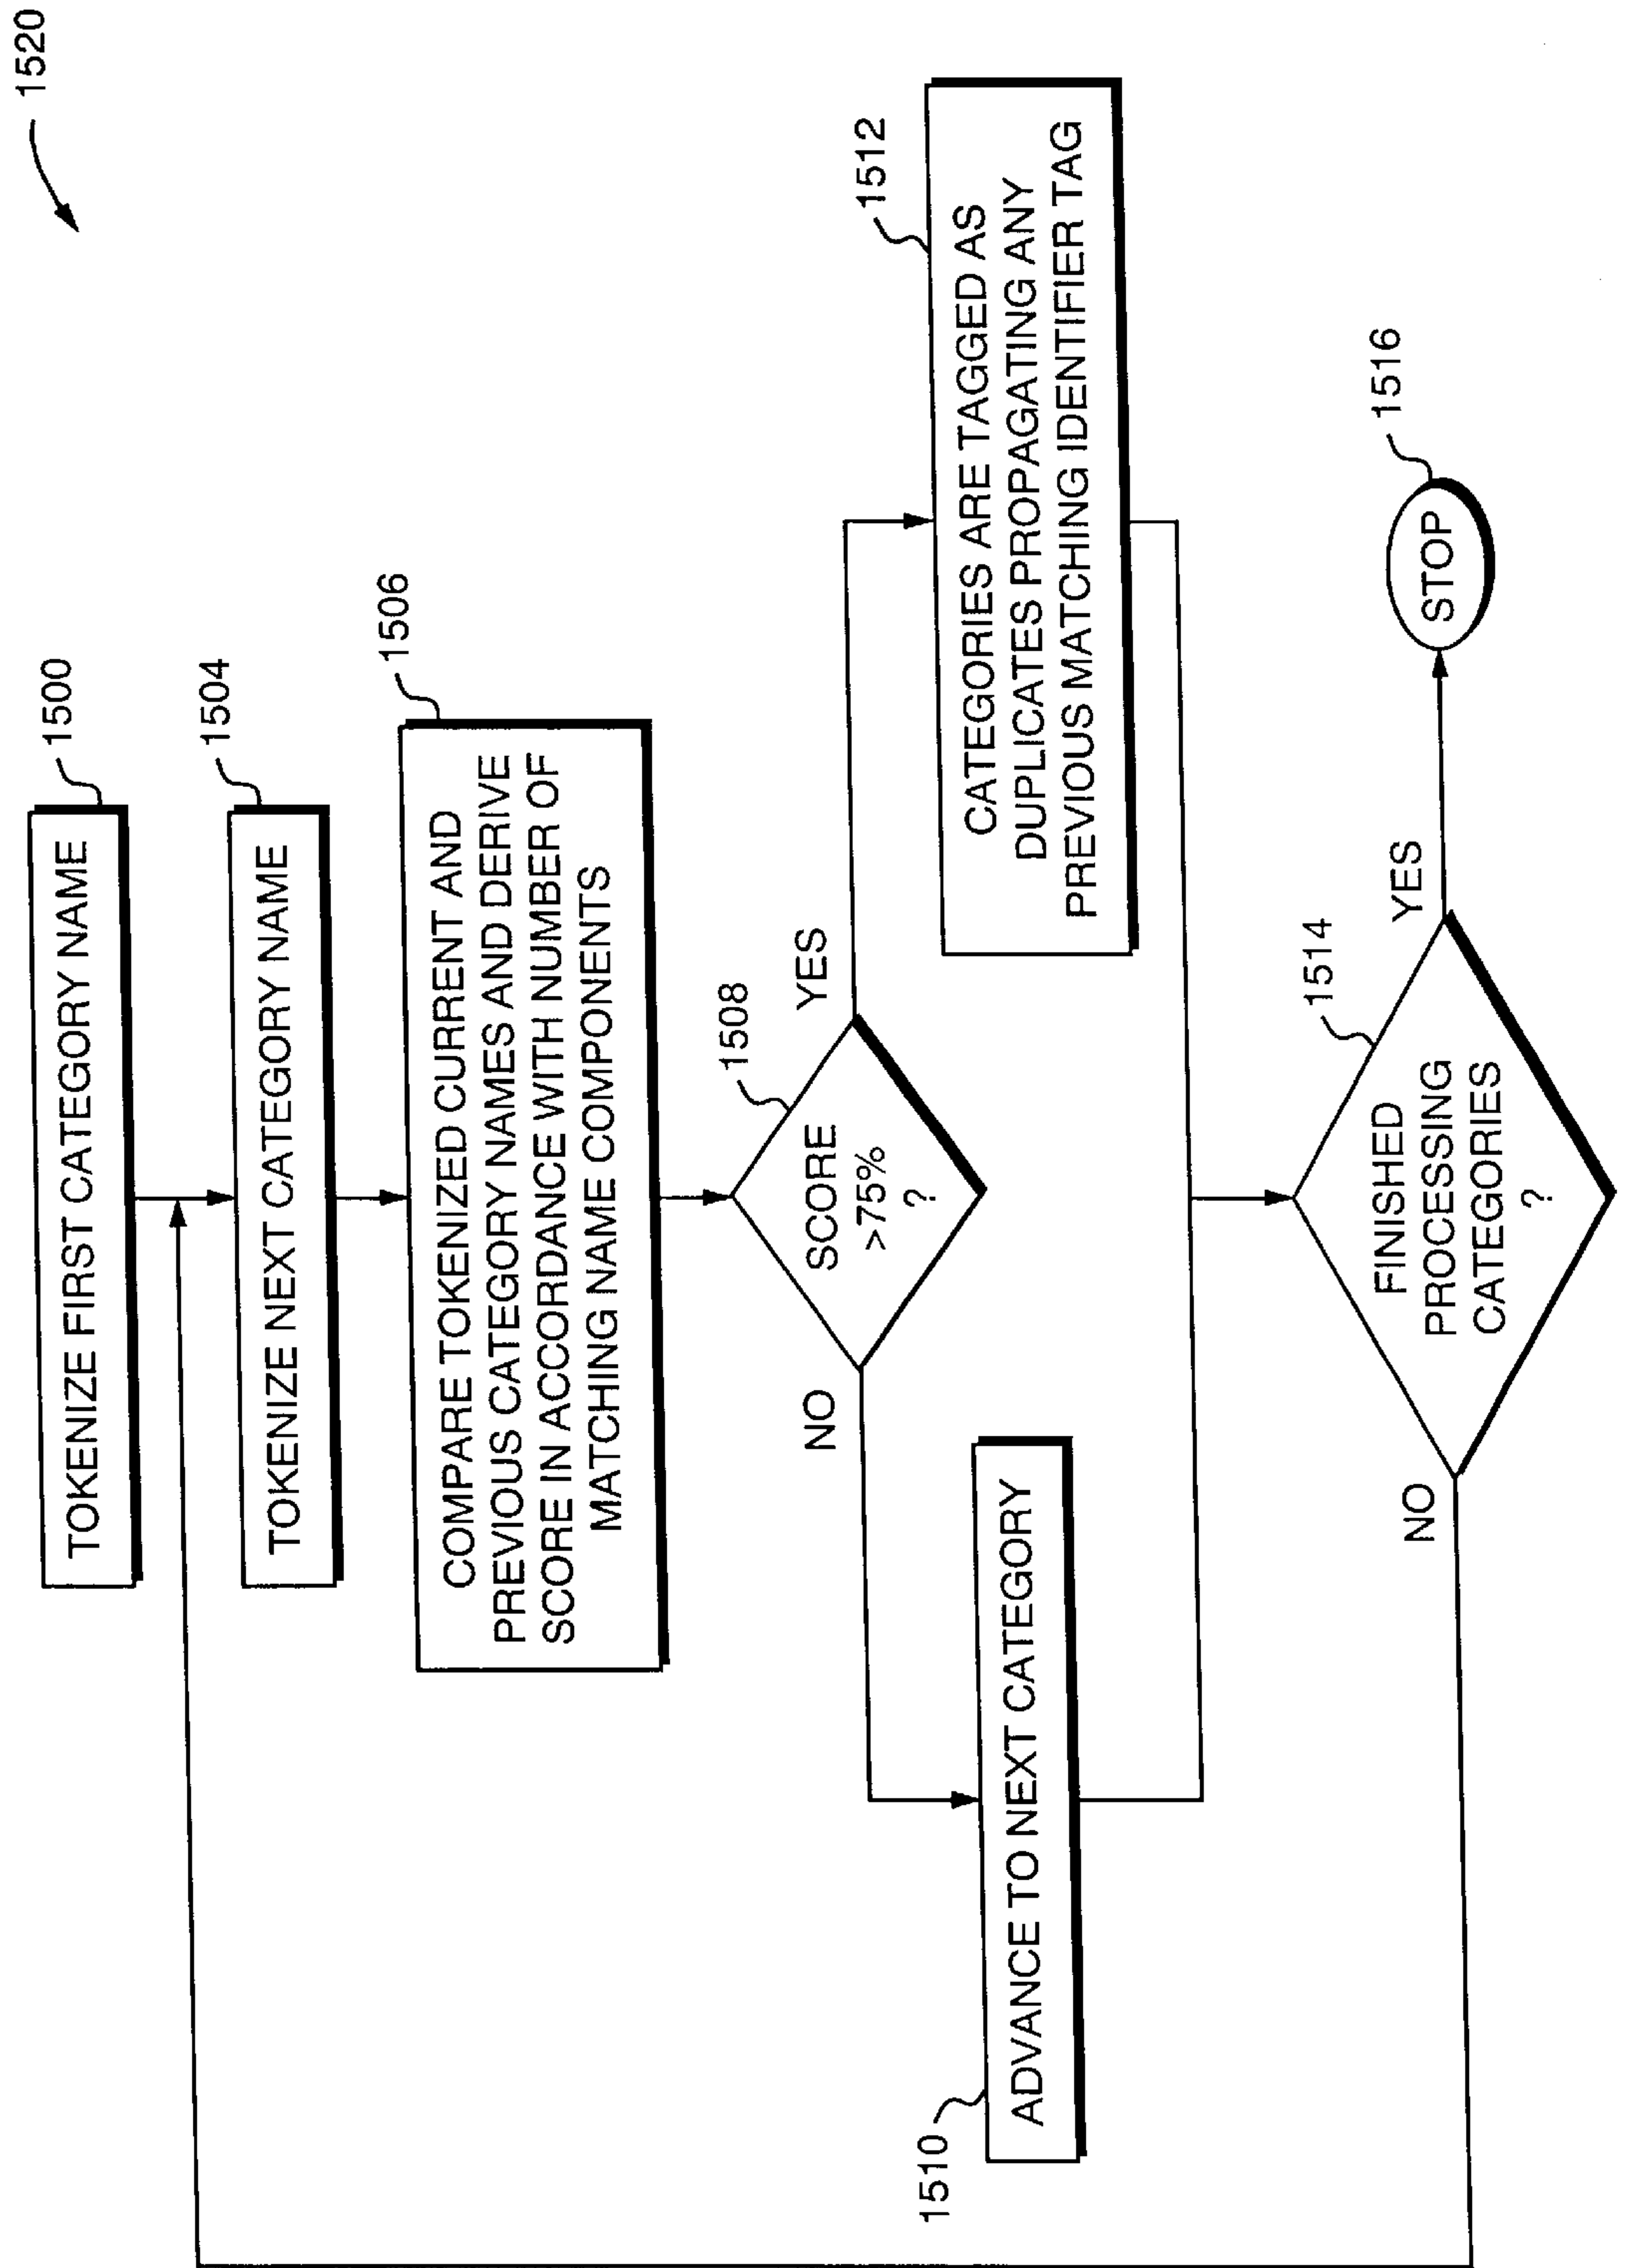 1520
1500
TOKENIZE FIRST CATEGORY NAME
1504
TOKENIZE NEXT CATEGORY NAME
1506
COMPARE TOKENIZED CURRENT AND
PREVIOUS CATEGORY NAMES AND DERIVE
SCORE IN ACCORDANCE WITH NUMBER OF
MATCHING NAME COMPONENTS
1508
SCORE
>75%
?
NO
YES
1510
ADVANCE TO NEXT CATEGORY
1512
CATEGORIES ARE TAGGED AS
DUPLICATES PROPAGATING ANY
PREVIOUS MATCHING IDENTIFIER TAG
1514
FINISHED
PROCESSING
CATEGORIES
?
NO
YES
1516
STOP